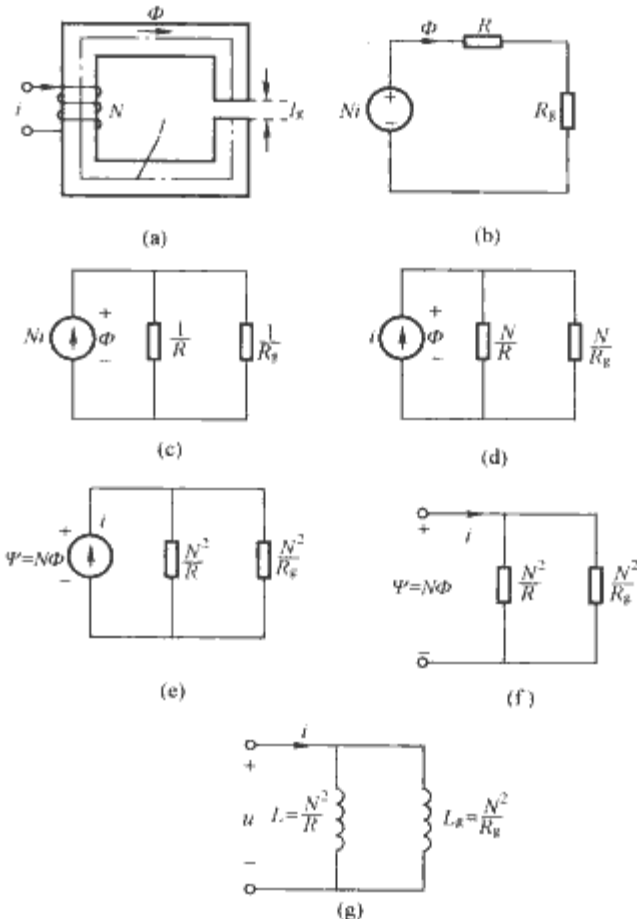 Φ
i N l_g
l
(a)
Φ R
Ni + − R_g
(b)
Ni + Φ − 1/R 1/R_g
(c)
i + Φ − N/R N/R_g
(d)
+ i
Ψ=NΦ N²/R N²/R_g
−
(e)
+ i
Ψ=NΦ N²/R N²/R_g
−
(f)
i
+
u L=N²/R L_g=N²/R_g
−
(g)